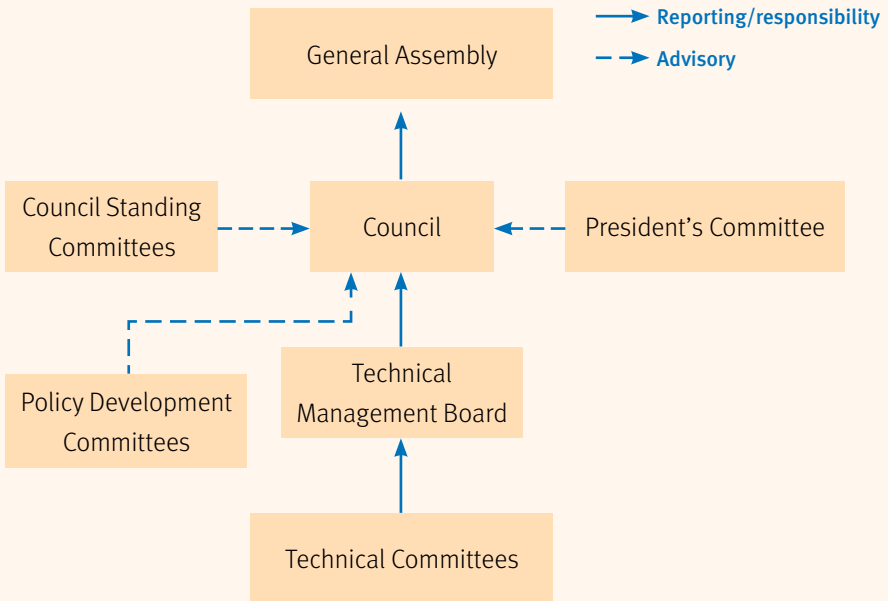 General Assembly
Reporting/responsibility
Advisory
Council Standing
Committees
Council
President’s Committee
Policy Development
Committees
Technical
Management Board
Technical Committees